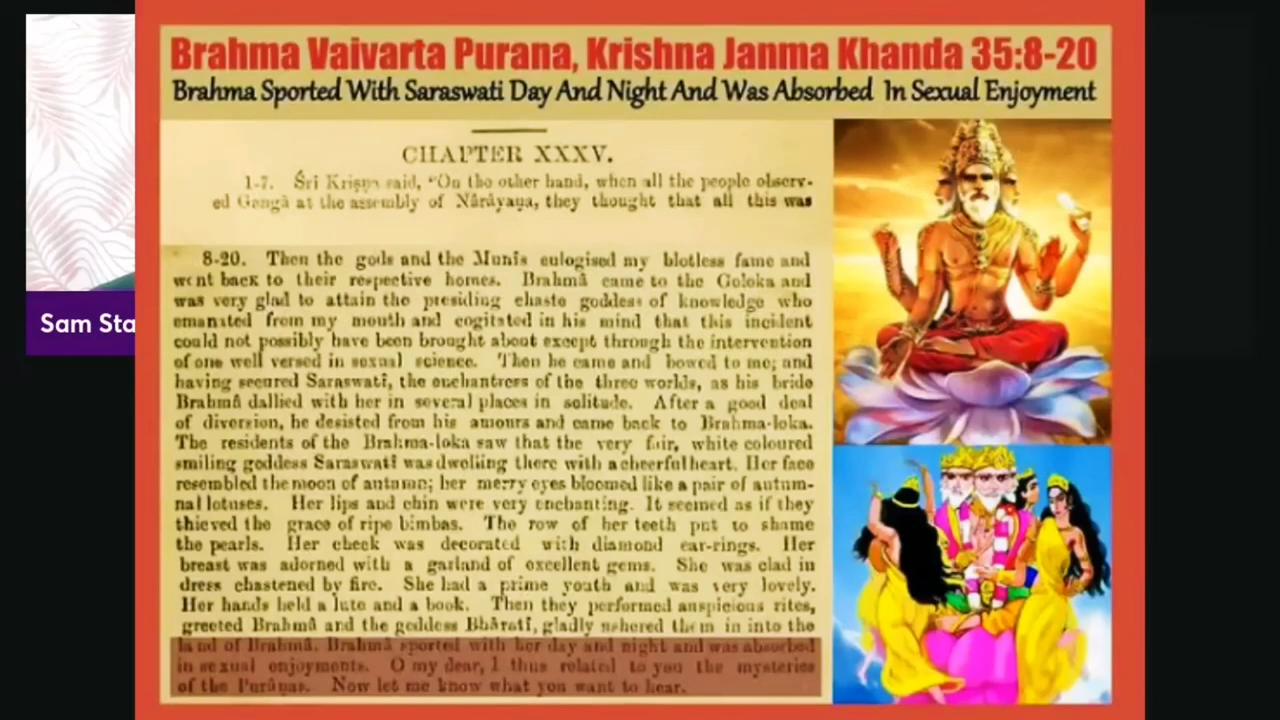 Brahma Vaivarta Purana, Krishna Janma Khanda 35:8-20
Brahma Sported With Saraswati Day And Night And Was Absorbed In Sexual Enjoyment
CHAPTER XXXV.
1-7. Śrî Kriṣṇa said, “On the other hand, when all the people observ-
ed Gangâ at the assembly of Nârâyaṇa, they thought that all this was
8-20. Then the gods and the Munîs eulogised my blotless fame and
went back to their respective homes. Brahmâ came to the Goloka and
was very glad to attain the presiding chaste goddess of knowledge who
emanated from my mouth and cogitated in his mind that this incident
could not possibly have been brought about except through the intervention
of one well versed in sexual science. Then he came and bowed to me; and
having secured Saraswatî, the enchantress of the three worlds, as his bride
Brahmâ dallied with her in several places in solitude. After a good deal
of diversion, he desisted from his amours and came back to Brahma-loka.
The residents of the Brahma-loka saw that the very fair, white coloured
smiling goddess Saraswatî was dwelling there with a cheerful heart. Her face
resembled the moon of autumn; her merry eyes bloomed like a pair of autum-
nal lotuses. Her lips and chin were very enchanting. It seemed as if they
thieved the grace of ripe bimbas. The row of her teeth put to shame
the pearls. Her cheek was decorated with diamond ear-rings. Her
breast was adorned with a garland of excellent gems. She was clad in
dress chastened by fire. She had a prime youth and was very lovely.
Her hands held a lute and a book. Then they performed auspicious rites,
greeted Brahmâ and the goddess Bhâratî, gladly ushered them in into the
land of Brahmâ. Brahmâ sported with her day and night and was absorbed
in sexual enjoyments. O my dear, I thus related to you the mysteries
of the Purâṇas. Now let me know what you want to hear.
Sam Sta